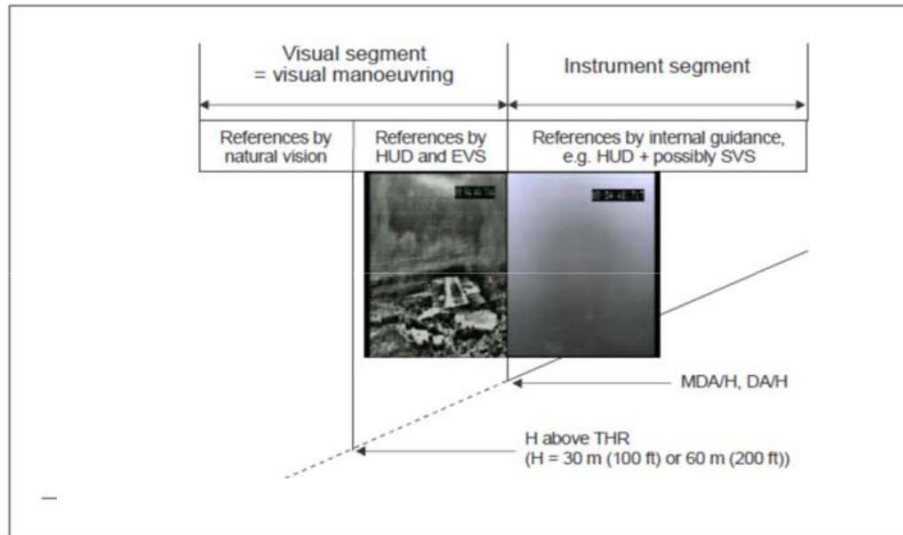 Visual segment
= visual manoeuvring
Instrument segment
References by
natural vision
References by
HUD and EVS
References by internal guidance,
e.g. HUD + possibly SVS
MDA/H, DA/H
H above THR
(H = 30 m (100 ft) or 60 m (200 ft))